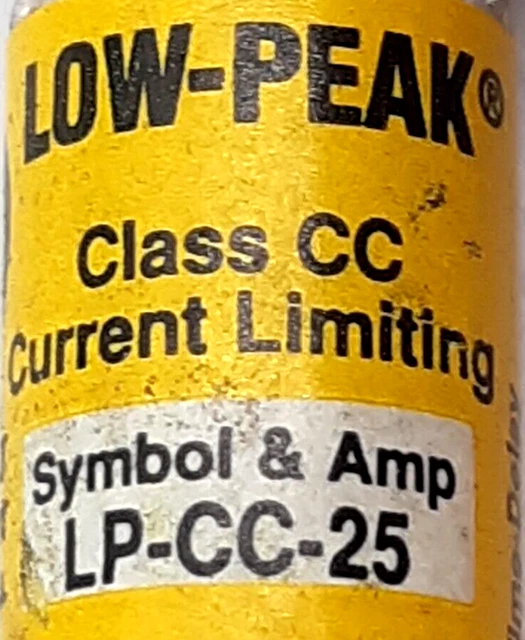 LOW-PEAK®
Class CC
Current Limiting
Symbol & Amp
LP-CC-25